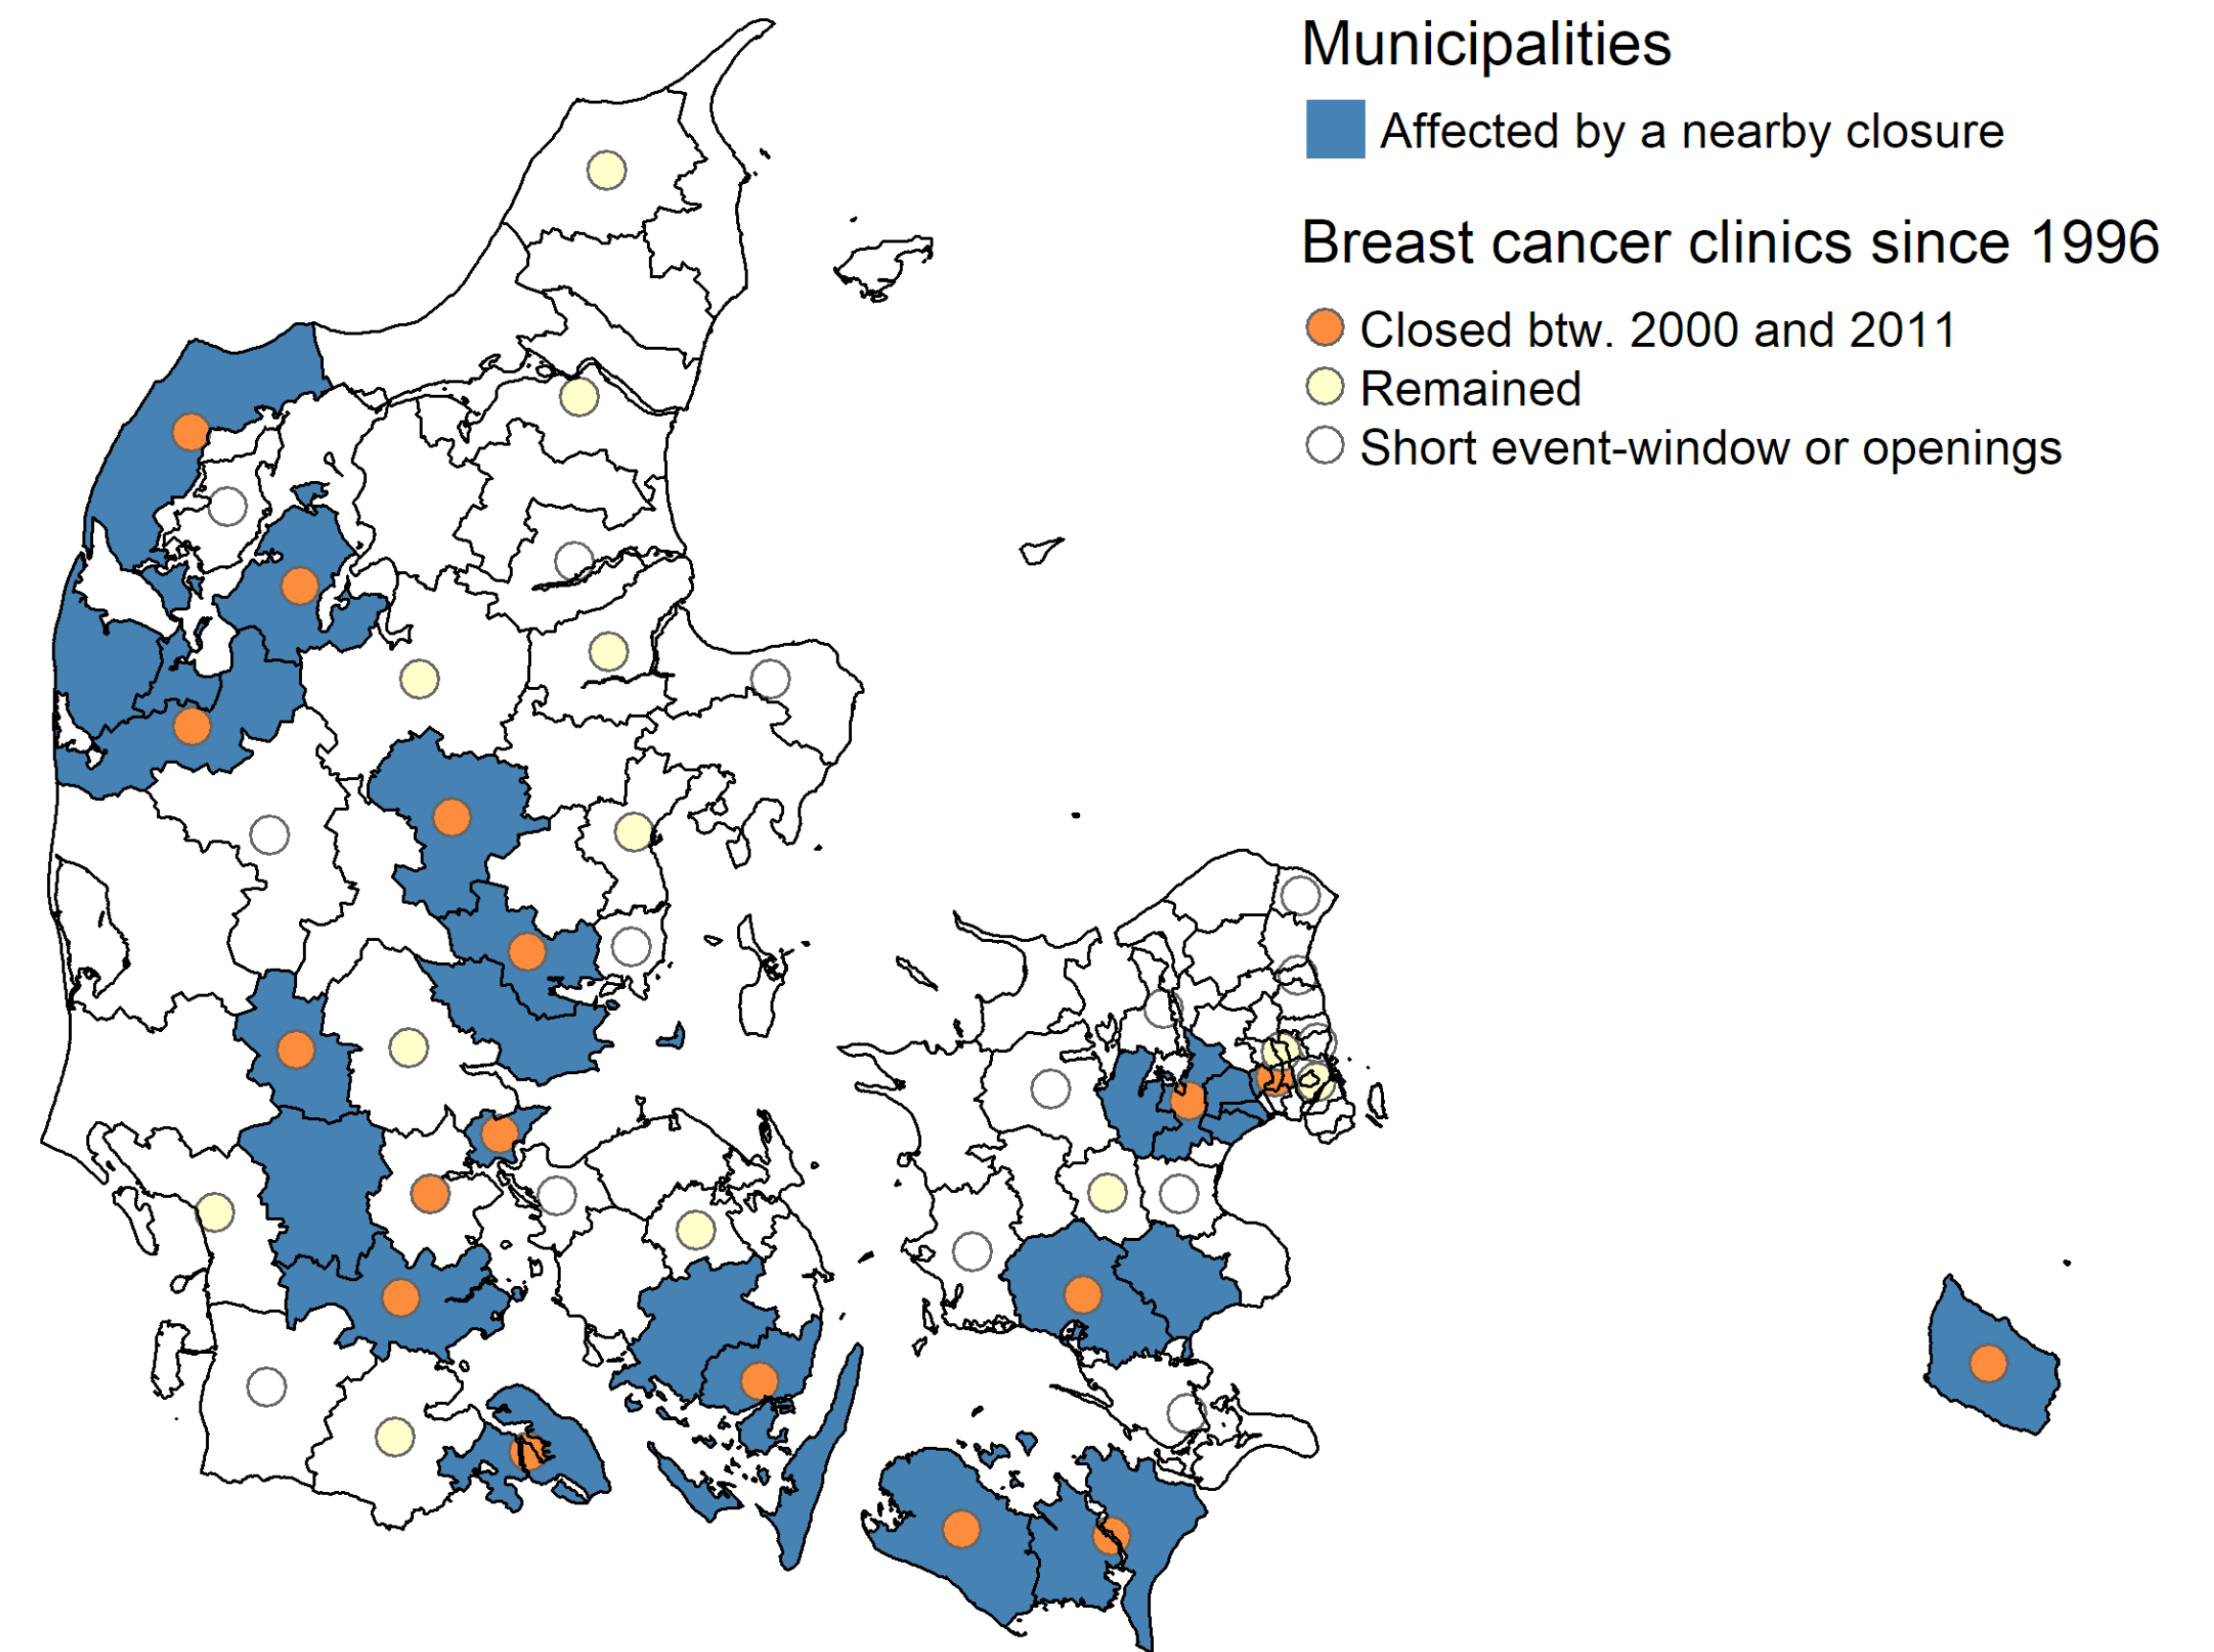 Municipalities
Affected by a nearby closure
Breast cancer clinics since 1996
Closed btw. 2000 and 2011
Remained
Short event-window or openings